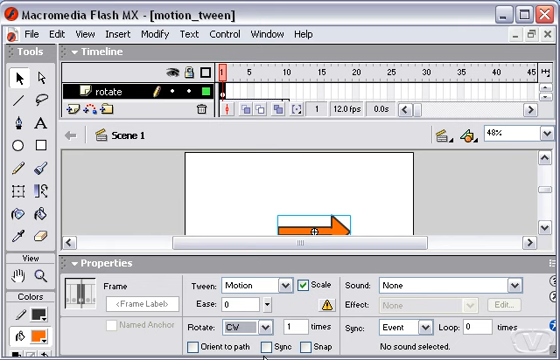 Macromedia Flash MX - [motion_tween]
File Edit View Insert Modify Text Control Window Help
Tools
Timeline
1 5 10 15 20 25 30 35 40 45
rotate
1 12.0 fps 0.0s
Scene 1
48%
View
Colors
Properties
Frame
<Frame Label>
Named Anchor
Tween: Motion Scale
Ease: 0
Rotate: CW 1 times
Orient to path Sync Snap
Sound: None
Effect: None Edit...
Sync: Event Loop: 0 times
No sound selected.